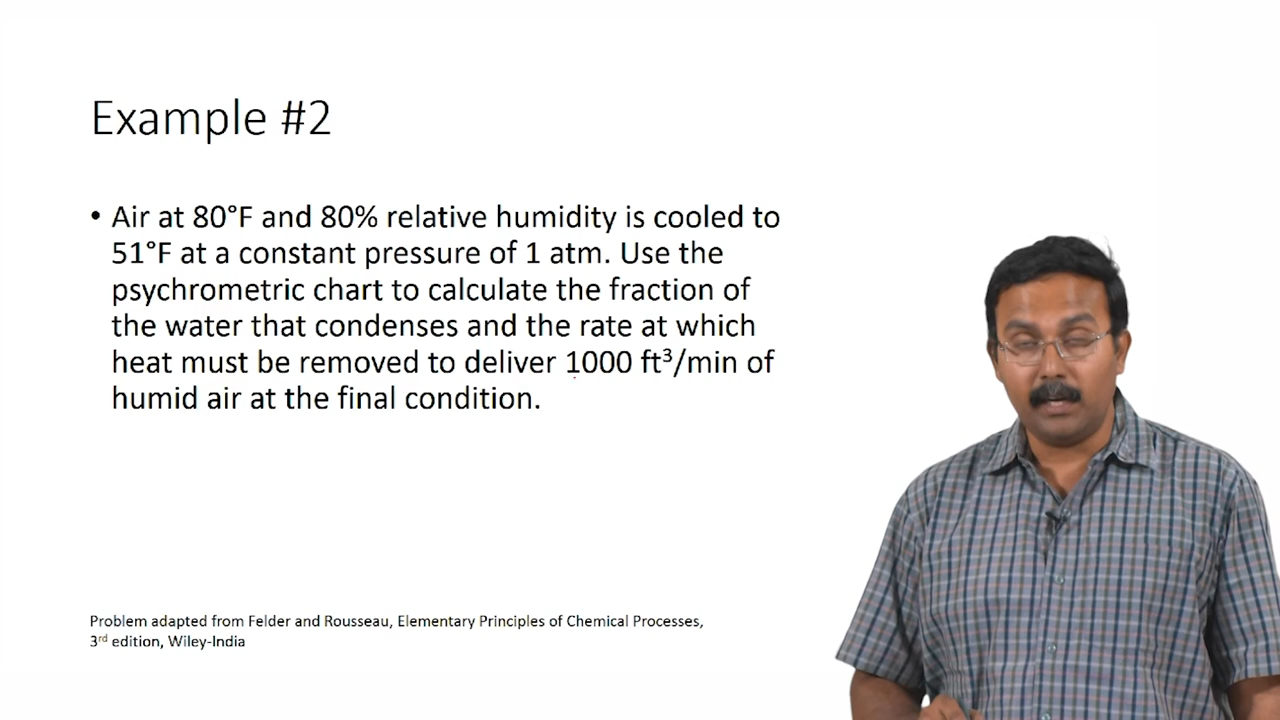 Example #2
• Air at 80°F and 80% relative humidity is cooled to
51°F at a constant pressure of 1 atm. Use the
psychrometric chart to calculate the fraction of
the water that condenses and the rate at which
heat must be removed to deliver 1000 ft³/min of
humid air at the final condition.
Problem adapted from Felder and Rousseau, Elementary Principles of Chemical Processes,
3rd edition, Wiley-India